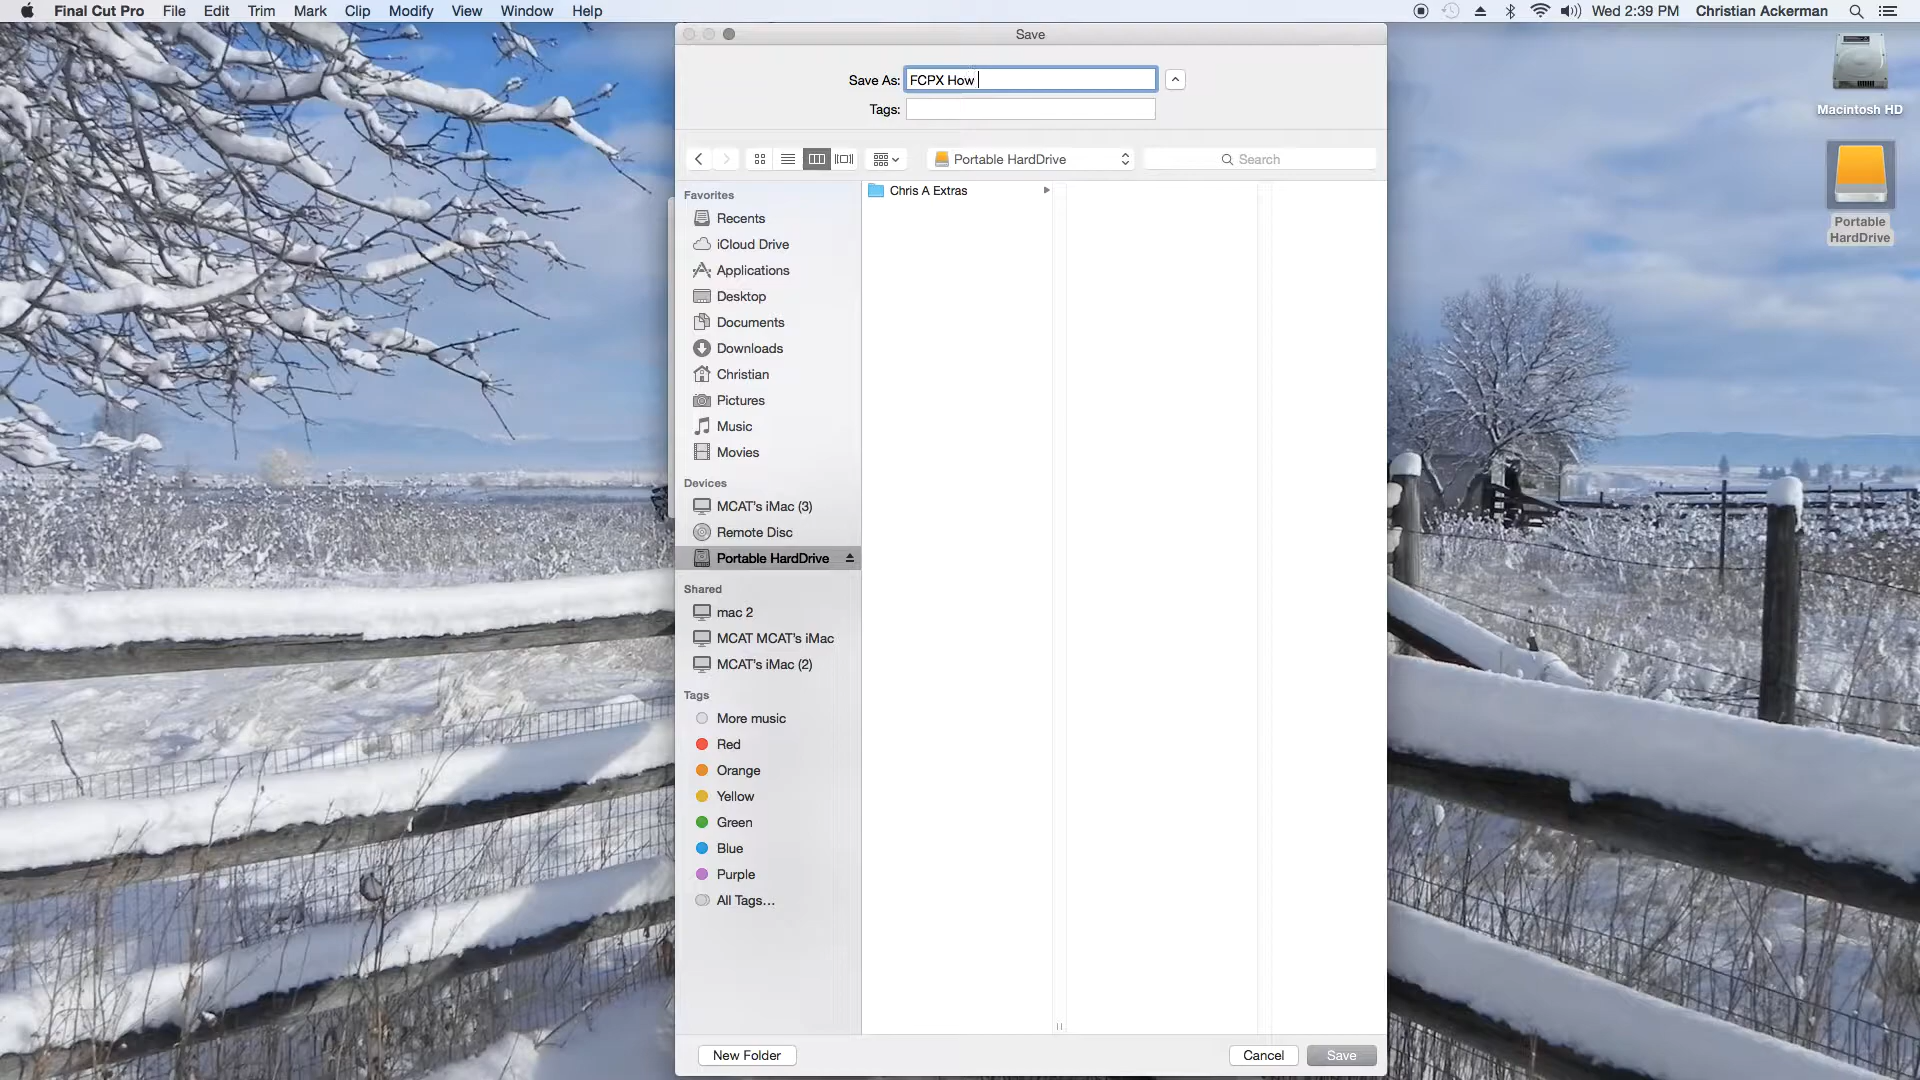 Final Cut Pro File Edit Trim Mark Clip Modify View Window Help Wed 2:39 PM Christian Ackerman
Save
Save As: FCPX How
Tags:
Portable HardDrive Search
Favorites
Recents
iCloud Drive
Applications
Desktop
Documents
Downloads
Christian
Pictures
Music
Movies
Devices
MCAT's iMac (3)
Remote Disc
Portable HardDrive
Shared
mac 2
MCAT MCAT's iMac
MCAT's iMac (2)
Tags
More music
Red
Orange
Yellow
Green
Blue
Purple
All Tags...
Chris A Extras
New Folder Cancel Save
Macintosh HD
Portable
HardDrive